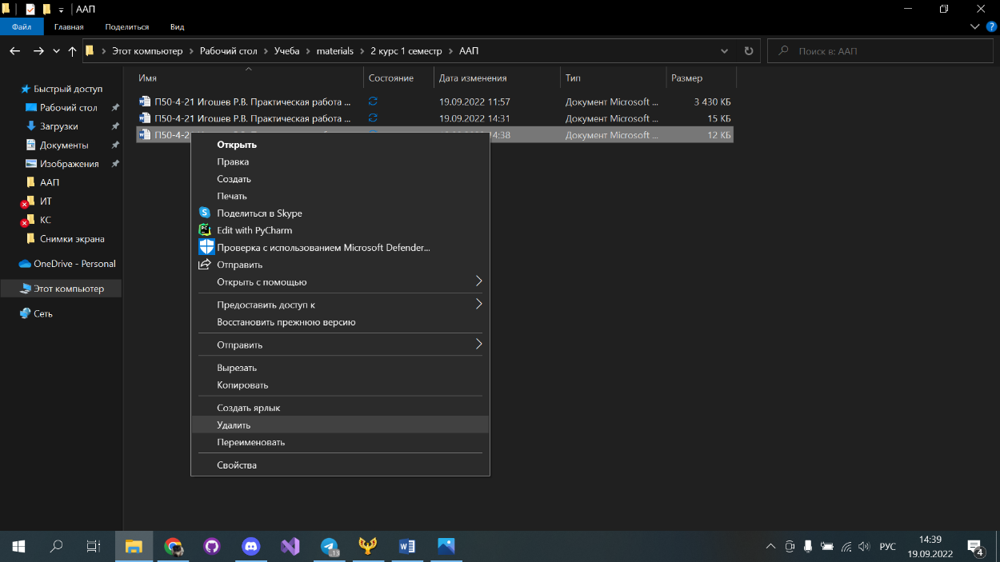 ААП
Файл
Главная
Поделиться
Вид
Этот компьютер
Рабочий стол
Учеба
materials
2 курс 1 семестр
ААП
Поиск в: ААП
Имя
Состояние
Дата изменения
Тип
Размер
П50-4-21 Игошев Р.В. Практическая работа ...
19.09.2022 11:57
Документ Microsoft ...
3 430 КБ
П50-4-21 Игошев Р.В. Практическая работа ...
19.09.2022 14:31
Документ Microsoft ...
15 КБ
П50-4-2
14:38
Документ Microsoft ...
12 КБ
Быстрый доступ
Рабочий стол
Загрузки
Документы
Изображения
ААП
ИТ
КС
Снимки экрана
OneDrive - Personal
Этот компьютер
Сеть
Открыть
Правка
Создать
Печать
Поделиться в Skype
Edit with PyCharm
Проверка с использованием Microsoft Defender...
Отправить
Открыть с помощью
Предоставить доступ к
Восстановить прежнюю версию
Отправить
Вырезать
Копировать
Создать ярлык
Удалить
Переименовать
Свойства
13
РУС
14:39
19.09.2022
4